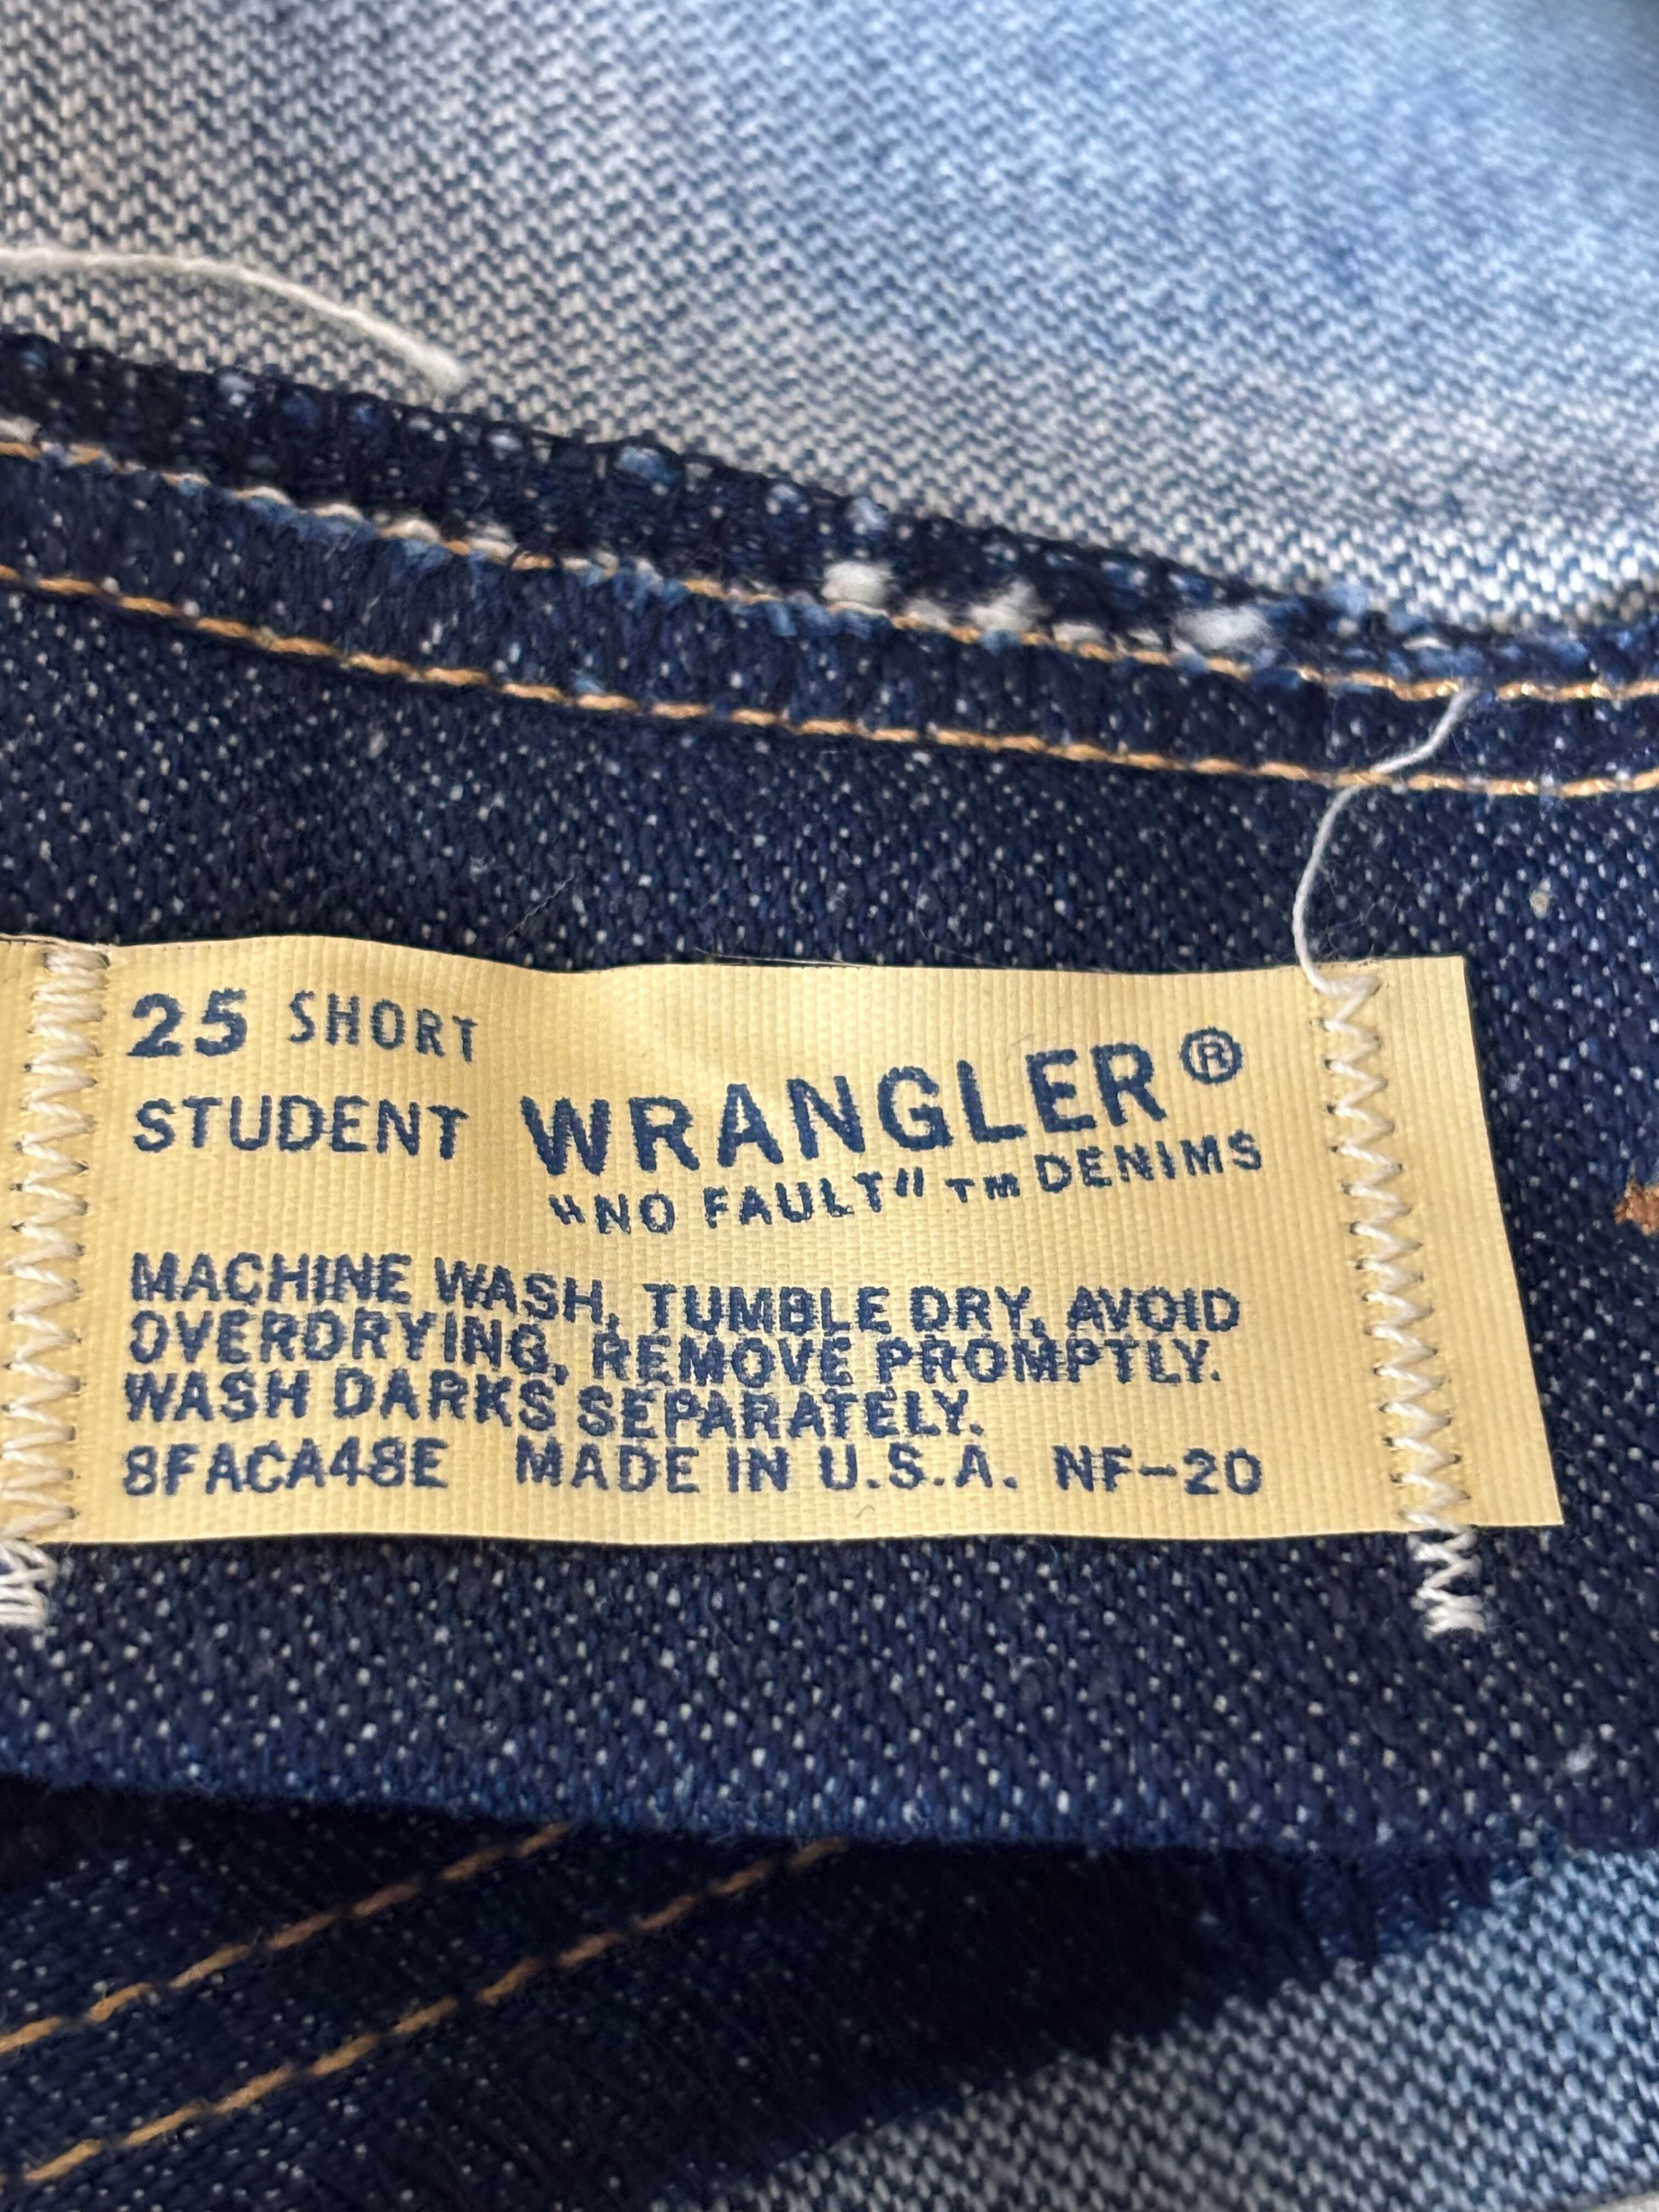 25 SHORT
STUDENT WRANGLER®
"NO FAULT"™ DENIMS
MACHINE WASH, TUMBLE DRY, AVOID
OVERDRYING, REMOVE PROMPTLY.
WASH DARKS SEPARATELY.
8FACA48E MADE IN U.S.A. NF-20